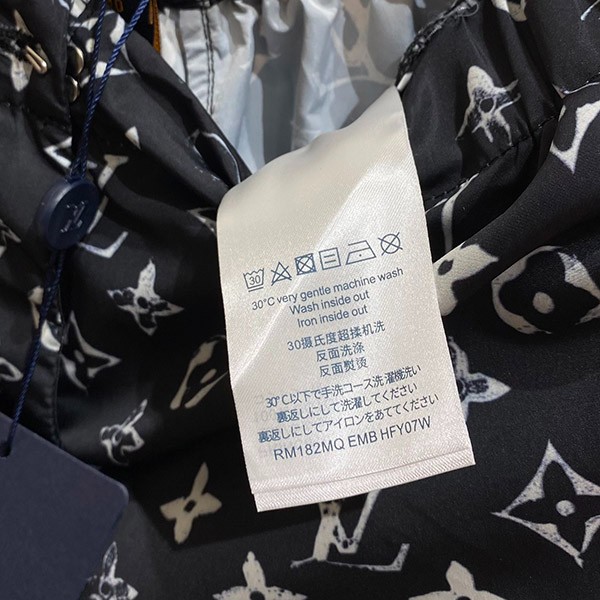 30
30°C very gentle machine wash
Wash inside out
Iron inside out
30摄氏度超柔机洗
反面洗涤
反面熨烫
30℃以下で手洗コース洗濯機洗い
裏返しにして洗濯してください
裏返しにしてアイロンをあててください
RM182MQ EMB HFY07W